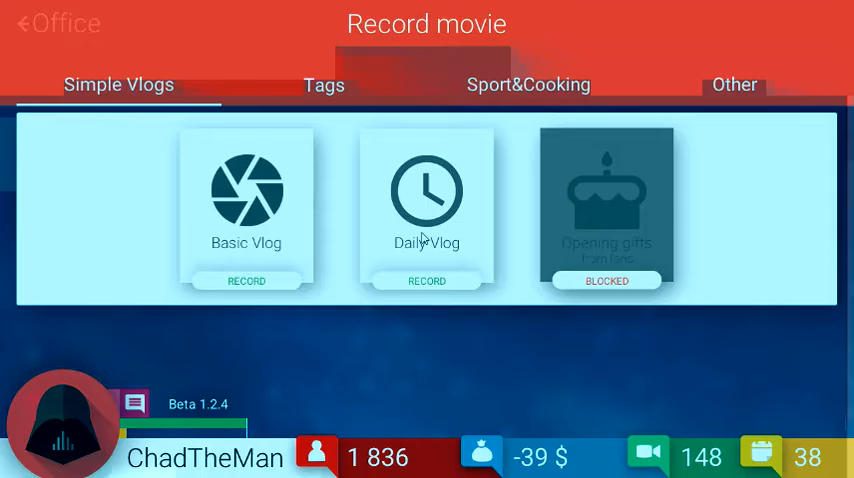 Office
Record movie
Simple Vlogs
Tags
Sport&Cooking
Other
Basic Vlog
Daily Vlog
Opening gifts
from fans
RECORD
RECORD
BLOCKED
Beta 1.2.4
ChadTheMan
1 836
-39 $
148
38